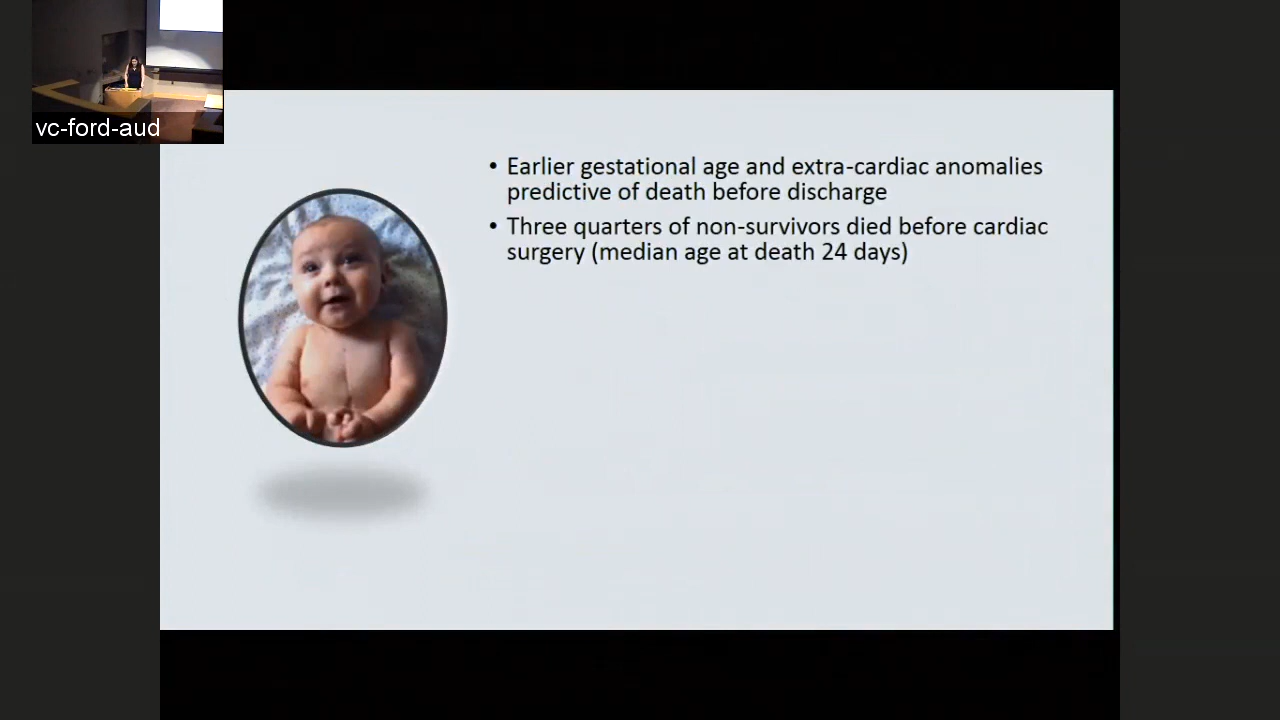 vc-ford-aud
• Earlier gestational age and extra-cardiac anomalies
predictive of death before discharge
• Three quarters of non-survivors died before cardiac
surgery (median age at death 24 days)